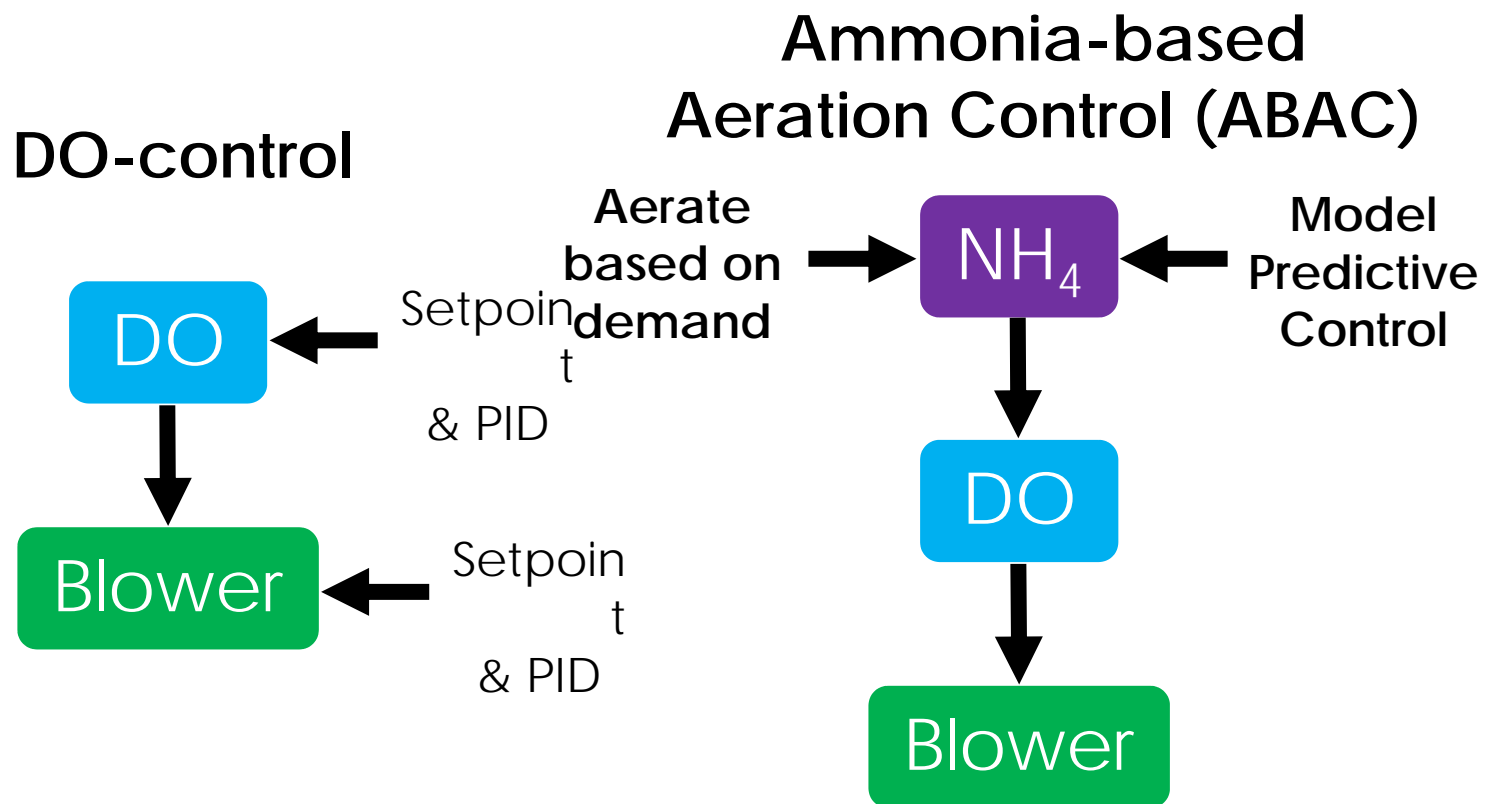 DO-control
DO
Setpoin
t
& PID
Blower
Setpoin
t
& PID
Ammonia-based
Aeration Control (ABAC)
Aerate
based on
demand
NH₄
Model
Predictive
Control
DO
Blower